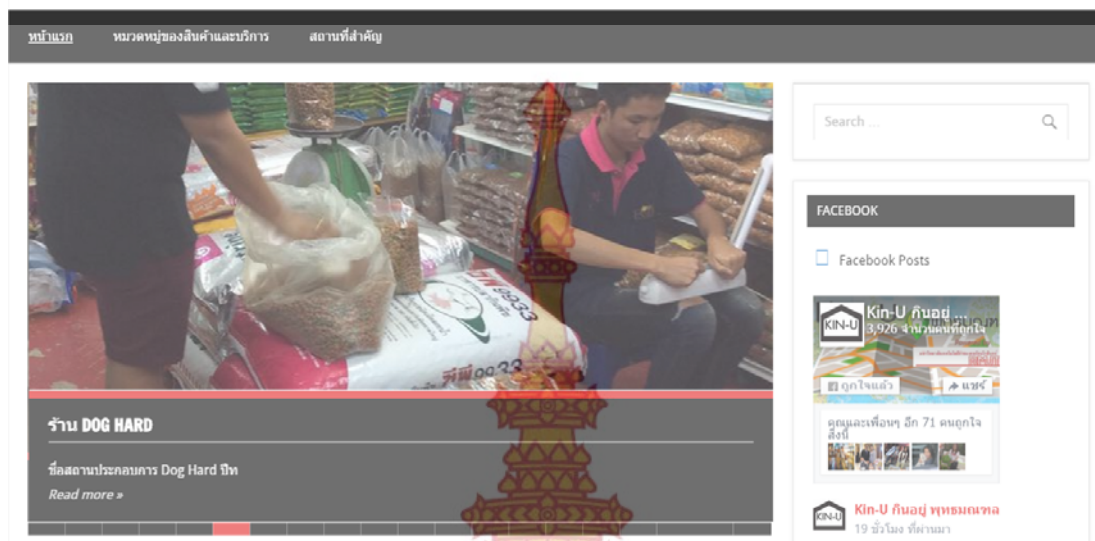 หน้าแรก หมวดหมู่ของสินค้าและบริการ สถานที่สำคัญ
Search ...
FACEBOOK
Facebook Posts
9933
9933
KIN-U
Kin-U กินอยู่ ...
3,926 จำนวนคนที่ถูกใจ
ถูกใจแล้ว แชร์
คุณและเพื่อนๆ อีก 71 คนถูกใจ
สิ่งนี้
ร้าน DOG HARD
ชื่อสถานประกอบการ Dog Hard ปืท
Read more »
KIN-U
Kin-U กินอยู่ พุทธมณฑล
19 ชั่วโมง ที่ผ่านมา